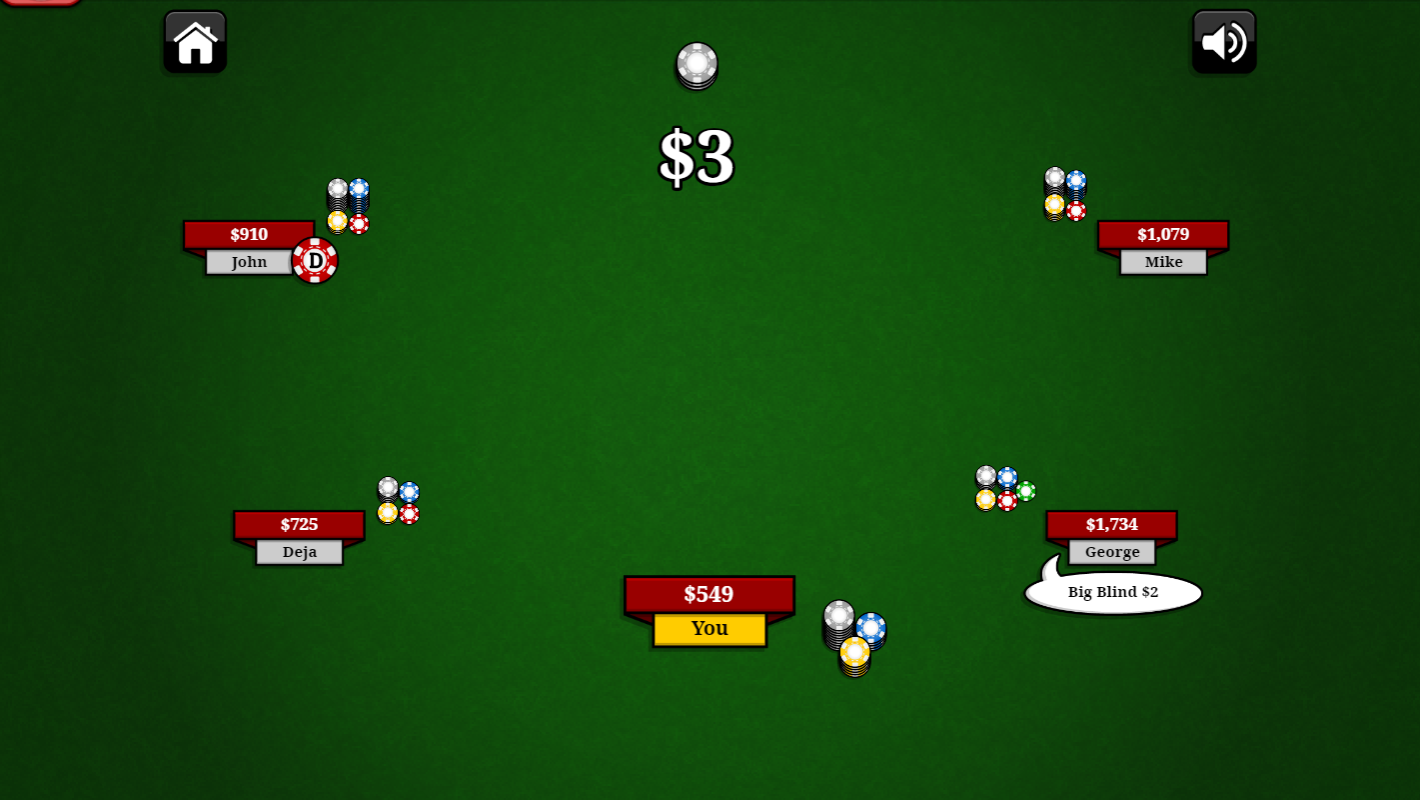 $3
$910
John
D
$1,079
Mike
$725
Deja
$1,734
George
Big Blind $2
$549
You